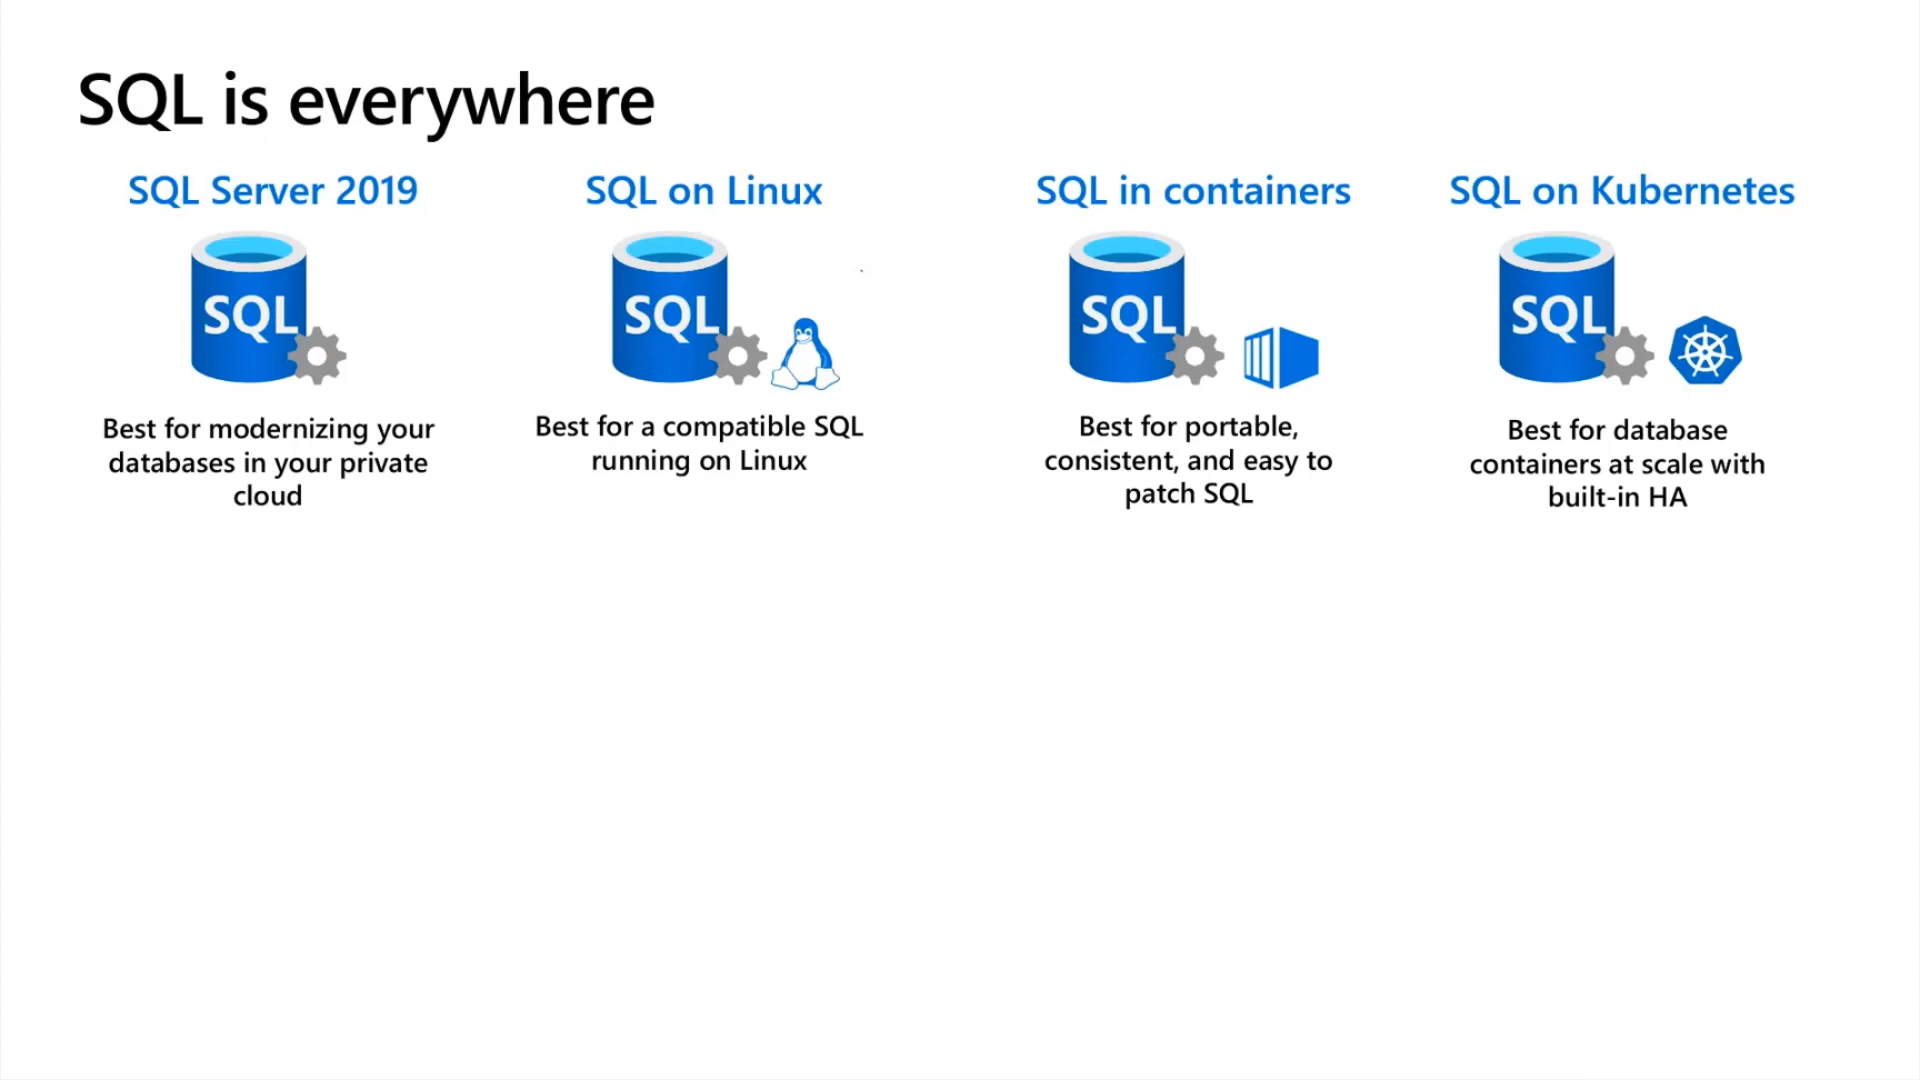 SQL is everywhere
SQL Server 2019
SQL
Best for modernizing your
databases in your private
cloud
SQL on Linux
SQL
Best for a compatible SQL
running on Linux
SQL in containers
SQL
Best for portable,
consistent, and easy to
patch SQL
SQL on Kubernetes
SQL
Best for database
containers at scale with
built-in HA